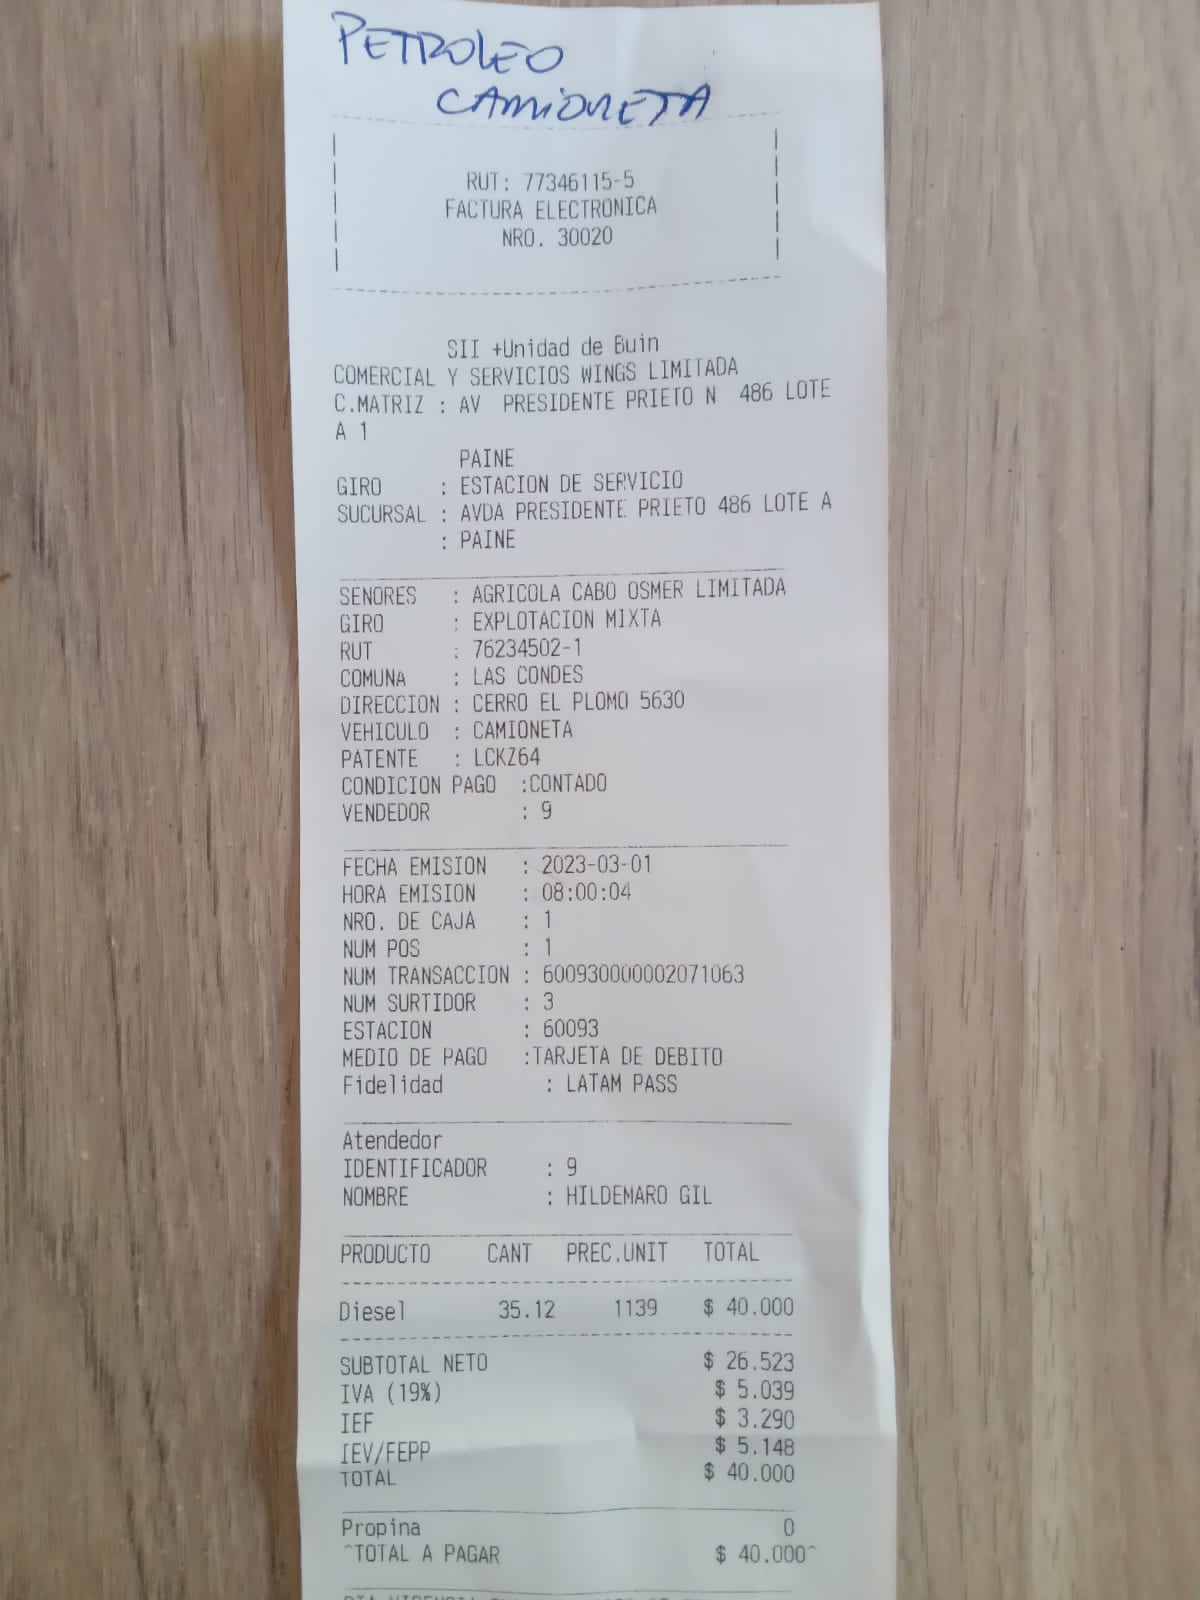 PETROLEO
CAMIONETA
RUT: 77346115-5
FACTURA ELECTRONICA
NRO. 30020
SII +Unidad de Buin
COMERCIAL Y SERVICIOS WINGS LIMITADA
C.MATRIZ : AV PRESIDENTE PRIETO N 486 LOTE
A 1
PAINE
GIRO : ESTACION DE SERVICIO
SUCURSAL : AVDA PRESIDENTE PRIETO 486 LOTE A
: PAINE
SENORES : AGRICOLA CABO OSMER LIMITADA
GIRO : EXPLOTACION MIXTA
RUT : 76234502-1
COMUNA : LAS CONDES
DIRECCION : CERRO EL PLOMO 5630
VEHICULO : CAMIONETA
PATENTE : LCKZ64
CONDICION PAGO :CONTADO
VENDEDOR : 9
FECHA EMISION : 2023-03-01
HORA EMISION : 08:00:04
NRO. DE CAJA : 1
NUM POS : 1
NUM TRANSACCION : 600930000002071063
NUM SURTIDOR : 3
ESTACION : 60093
MEDIO DE PAGO :TARJETA DE DEBITO
Fidelidad : LATAM PASS
Atendedor
IDENTIFICADOR : 9
NOMBRE : HILDEMARO GIL
PRODUCTO CANT PREC.UNIT TOTAL
Diesel 35.12 1139 $ 40.000
SUBTOTAL NETO $ 26.523
IVA (19%) $ 5.039
IEF $ 3.290
IEV/FEPP $ 5.148
TOTAL $ 40.000
Propina 0
^TOTAL A PAGAR $ 40.000^